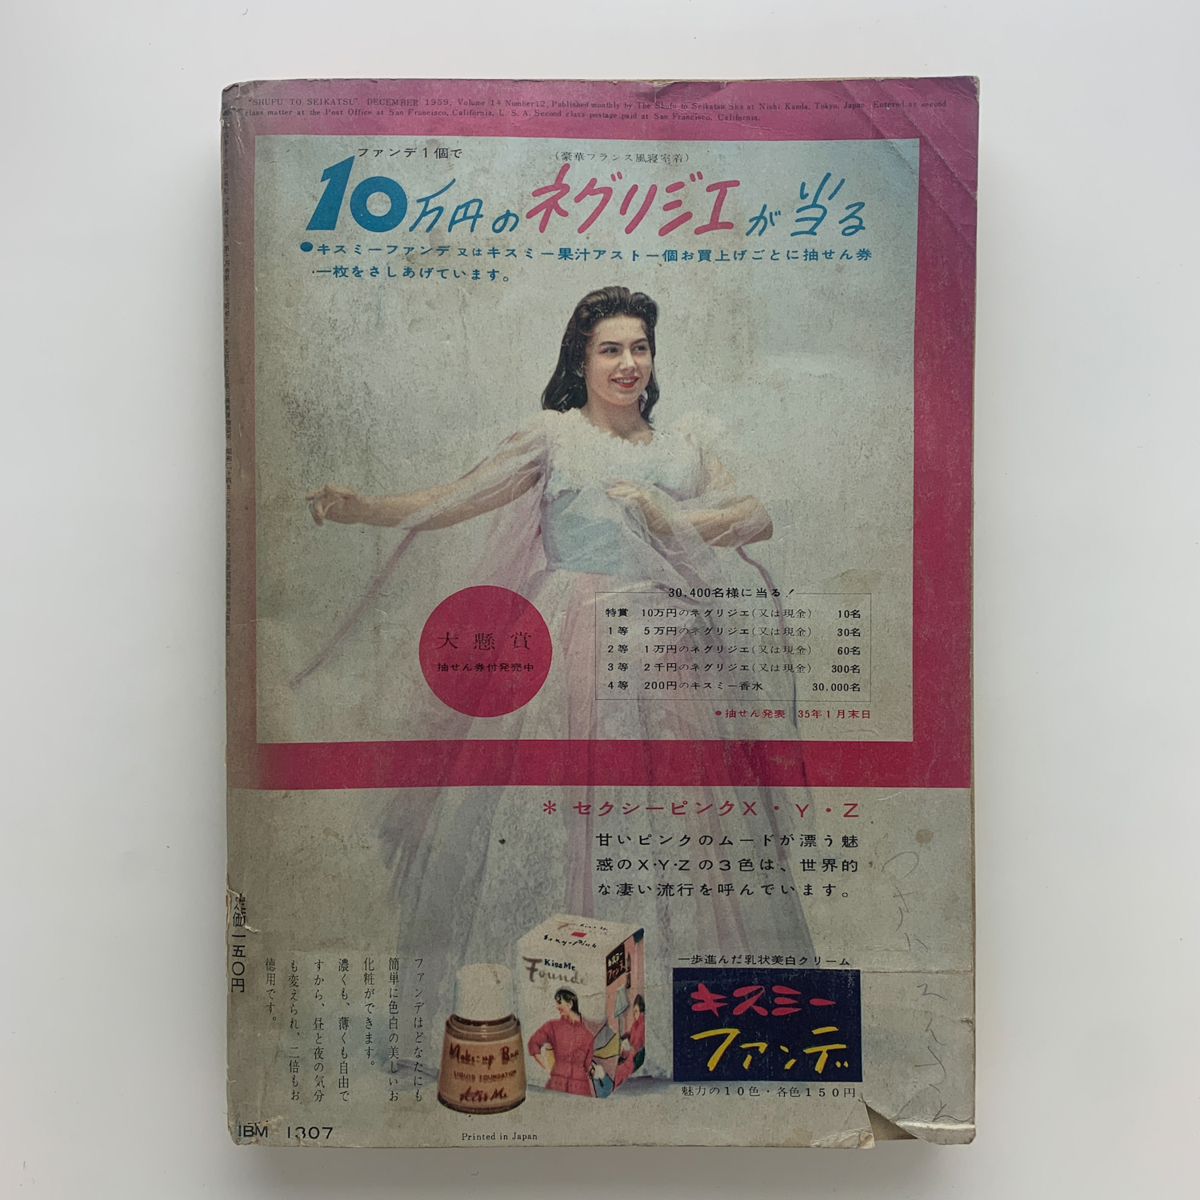 "SHUFU TO SEIKATSU" DECEMBER 1959, Volume 14 Number 12, Published monthly by The Shufu to Seikatsu Sha at Nishi Kanda, Tokyo, Japan. Entered as second
class matter at the Post Office at San Francisco, California, U. S. A. Second class postage paid at San Francisco, California.
ファンデ1個で
(豪華フランス風寝室着)
10万円のネグリジエが当る
●キスミーファンデ又はキスミー果汁アストー個お買上げごとに抽せん券
一枚をさしあげています。
大懸賞
抽せん券付発売中
30,400名様に当る!
特賞 10万円のネグリジエ(又は現金) 10名
1等 5万円のネグリジエ(又は現金) 30名
2等 1万円のネグリジエ(又は現金) 60名
3等 2千円のネグリジエ(又は現金) 300名
4等 200円のキスミー香水 30,000名
●抽せん発表 35年1月末日
＊セクシーピンクX・Y・Z
甘いピンクのムードが漂う魅
惑のX・Y・Zの3色は、世界的
な凄い流行を呼んでいます。
ファンデはどなたにも
簡単に色白の美しいお
化粧ができます。
濃くも、薄くも自由で
すから、昼と夜の気分
も変えられ、二倍もお
徳用です。
Sexy-Pink
KissMe
Founde
LIQUID FOUNDATION
一歩進んだ乳状美白クリーム
キスミー
ファンデ
魅力の10色・各色150円
価一五〇円
IBM 1307
Printed in Japan